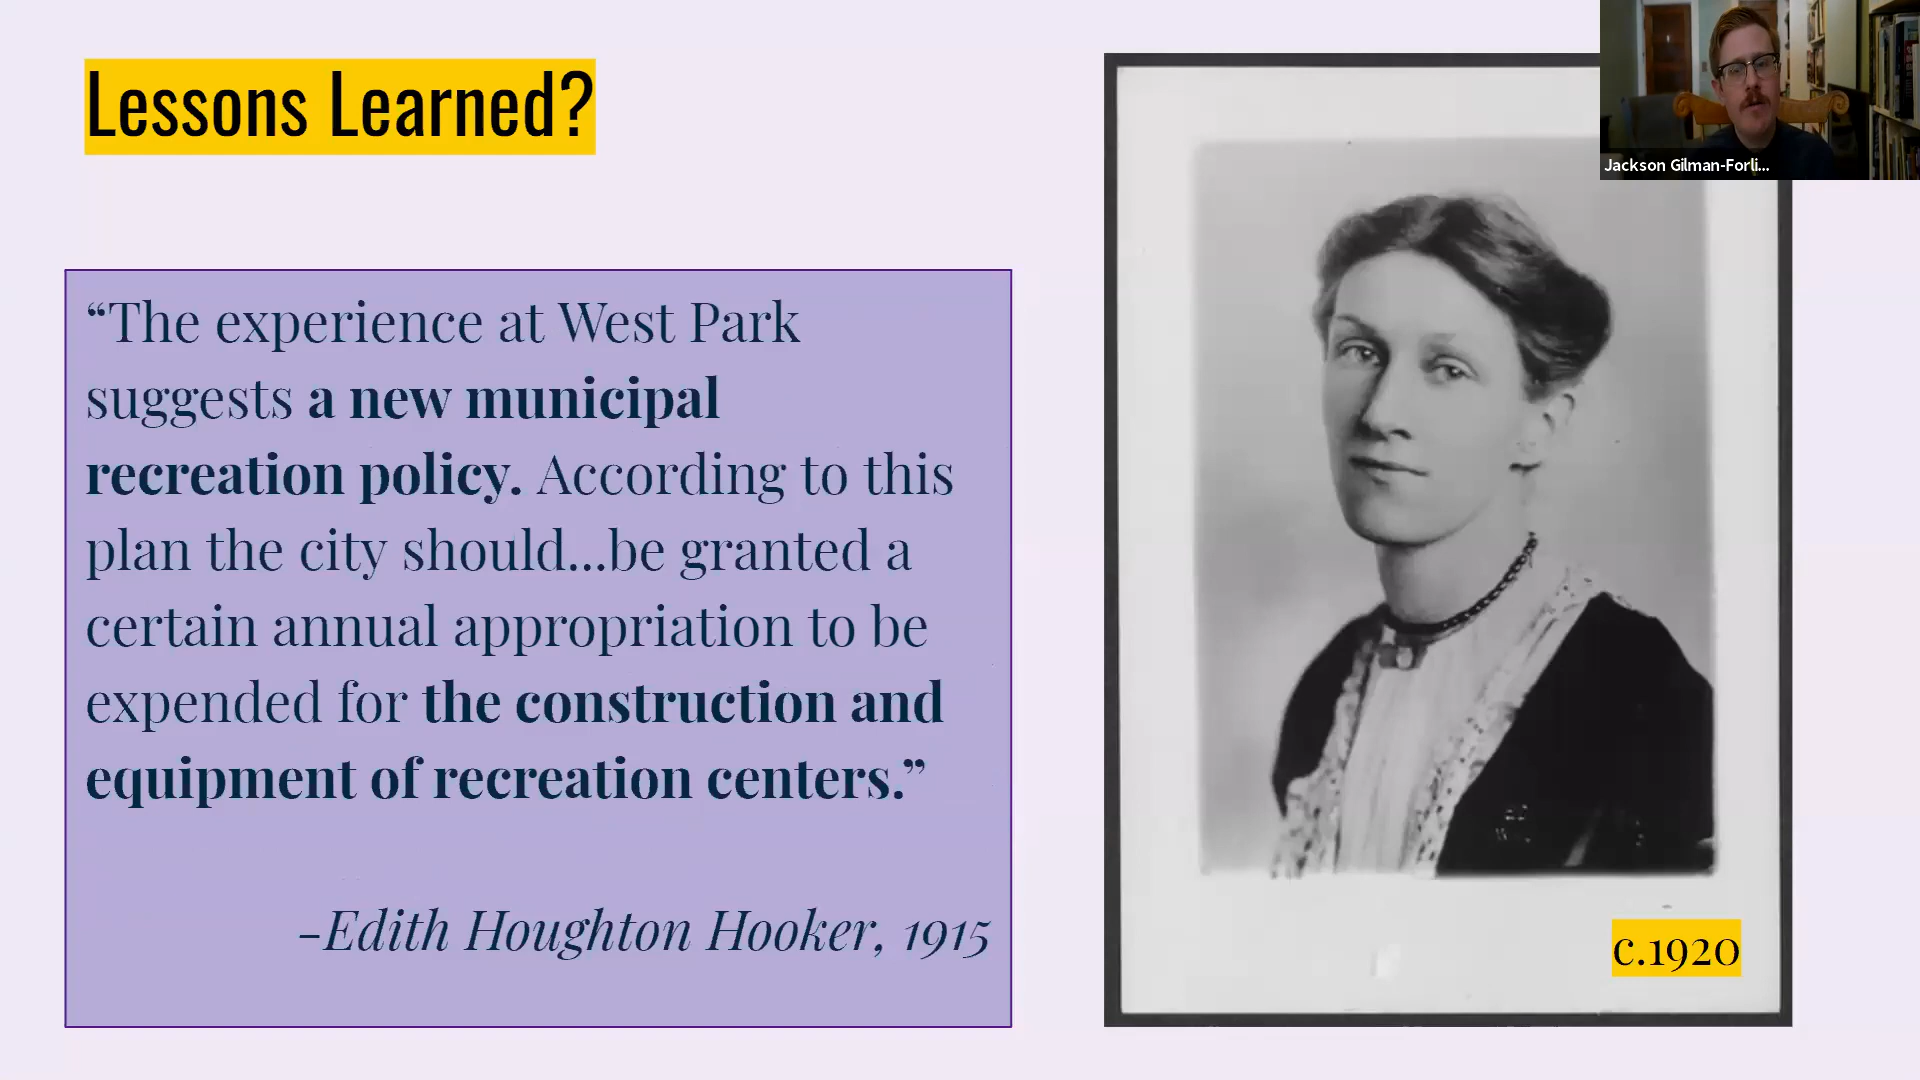 Lessons Learned?
Jackson Gilman-Forli...
“The experience at West Park
suggests a new municipal
recreation policy. According to this
plan the city should...be granted a
certain annual appropriation to be
expended for the construction and
equipment of recreation centers.”
-Edith Houghton Hooker, 1915
c.1920